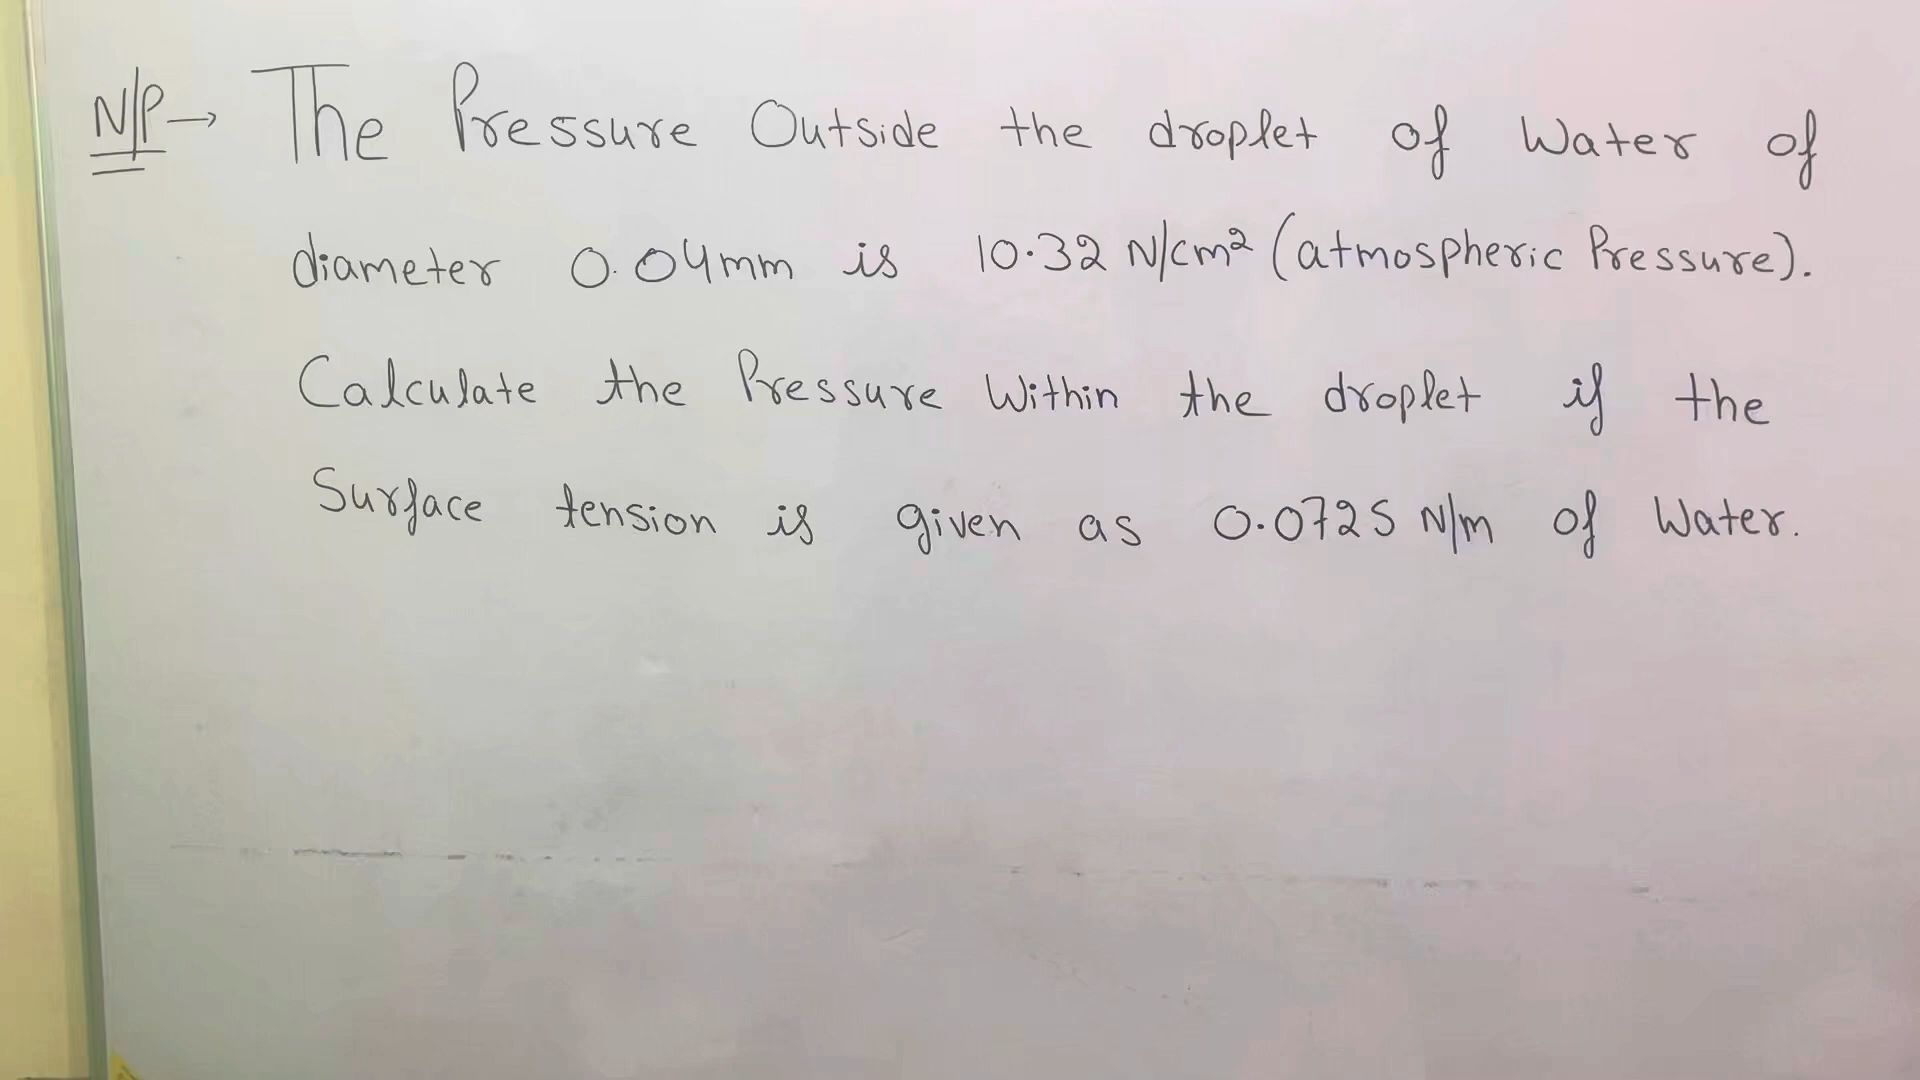 N/P → The Pressure Outside the droplet of Water of
diameter 0.04mm is 10.32 N/cm² (atmospheric Pressure).
Calculate the Pressure Within the droplet if the
Surface tension is given as 0.0725 N/m of Water.